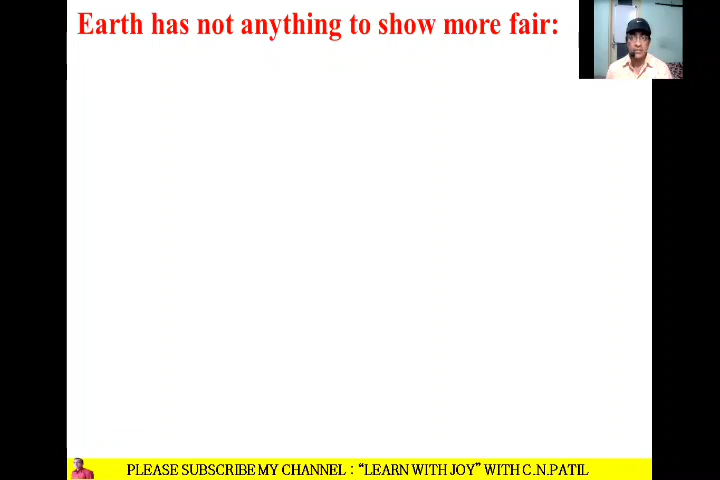 Earth has not anything to show more fair:
PLEASE SUBSCRIBE MY CHANNEL : “LEARN WITH JOY” WITH C.N.PATIL